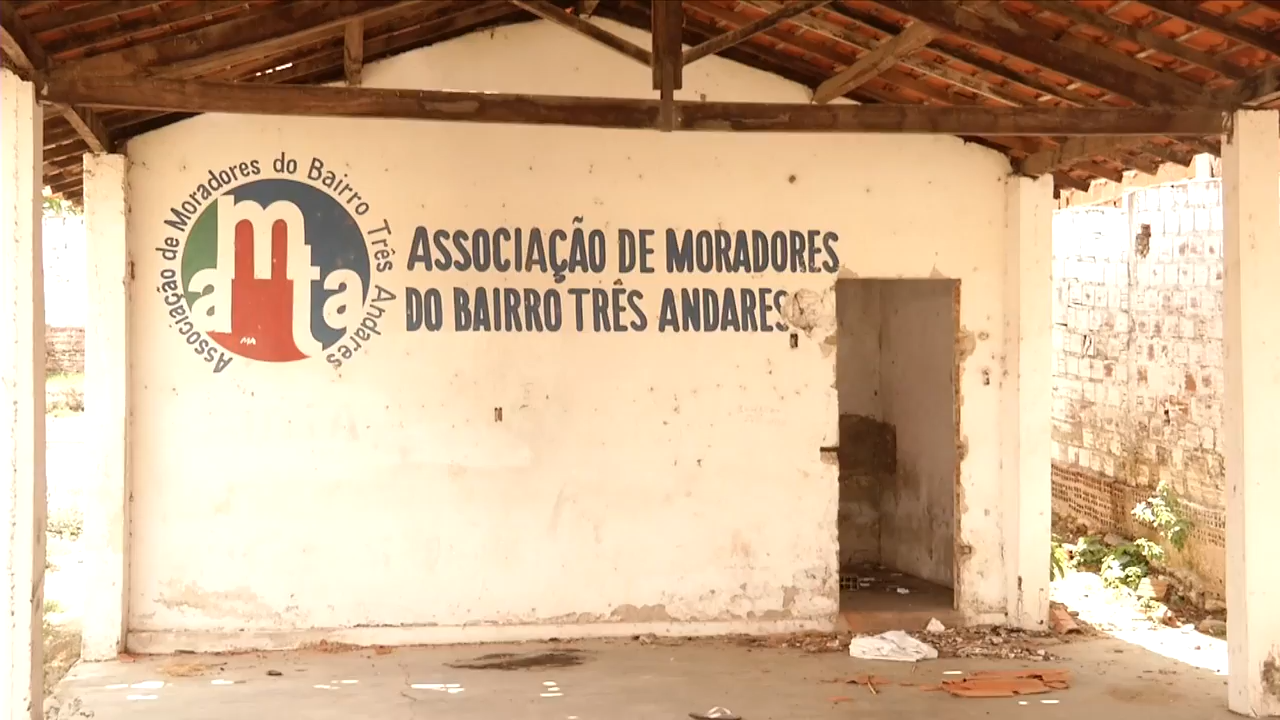 Associação de Moradores do Bairro Três Andares
amta
ASSOCIAÇÃO DE MORADORES
DO BAIRRO TRÊS ANDARES